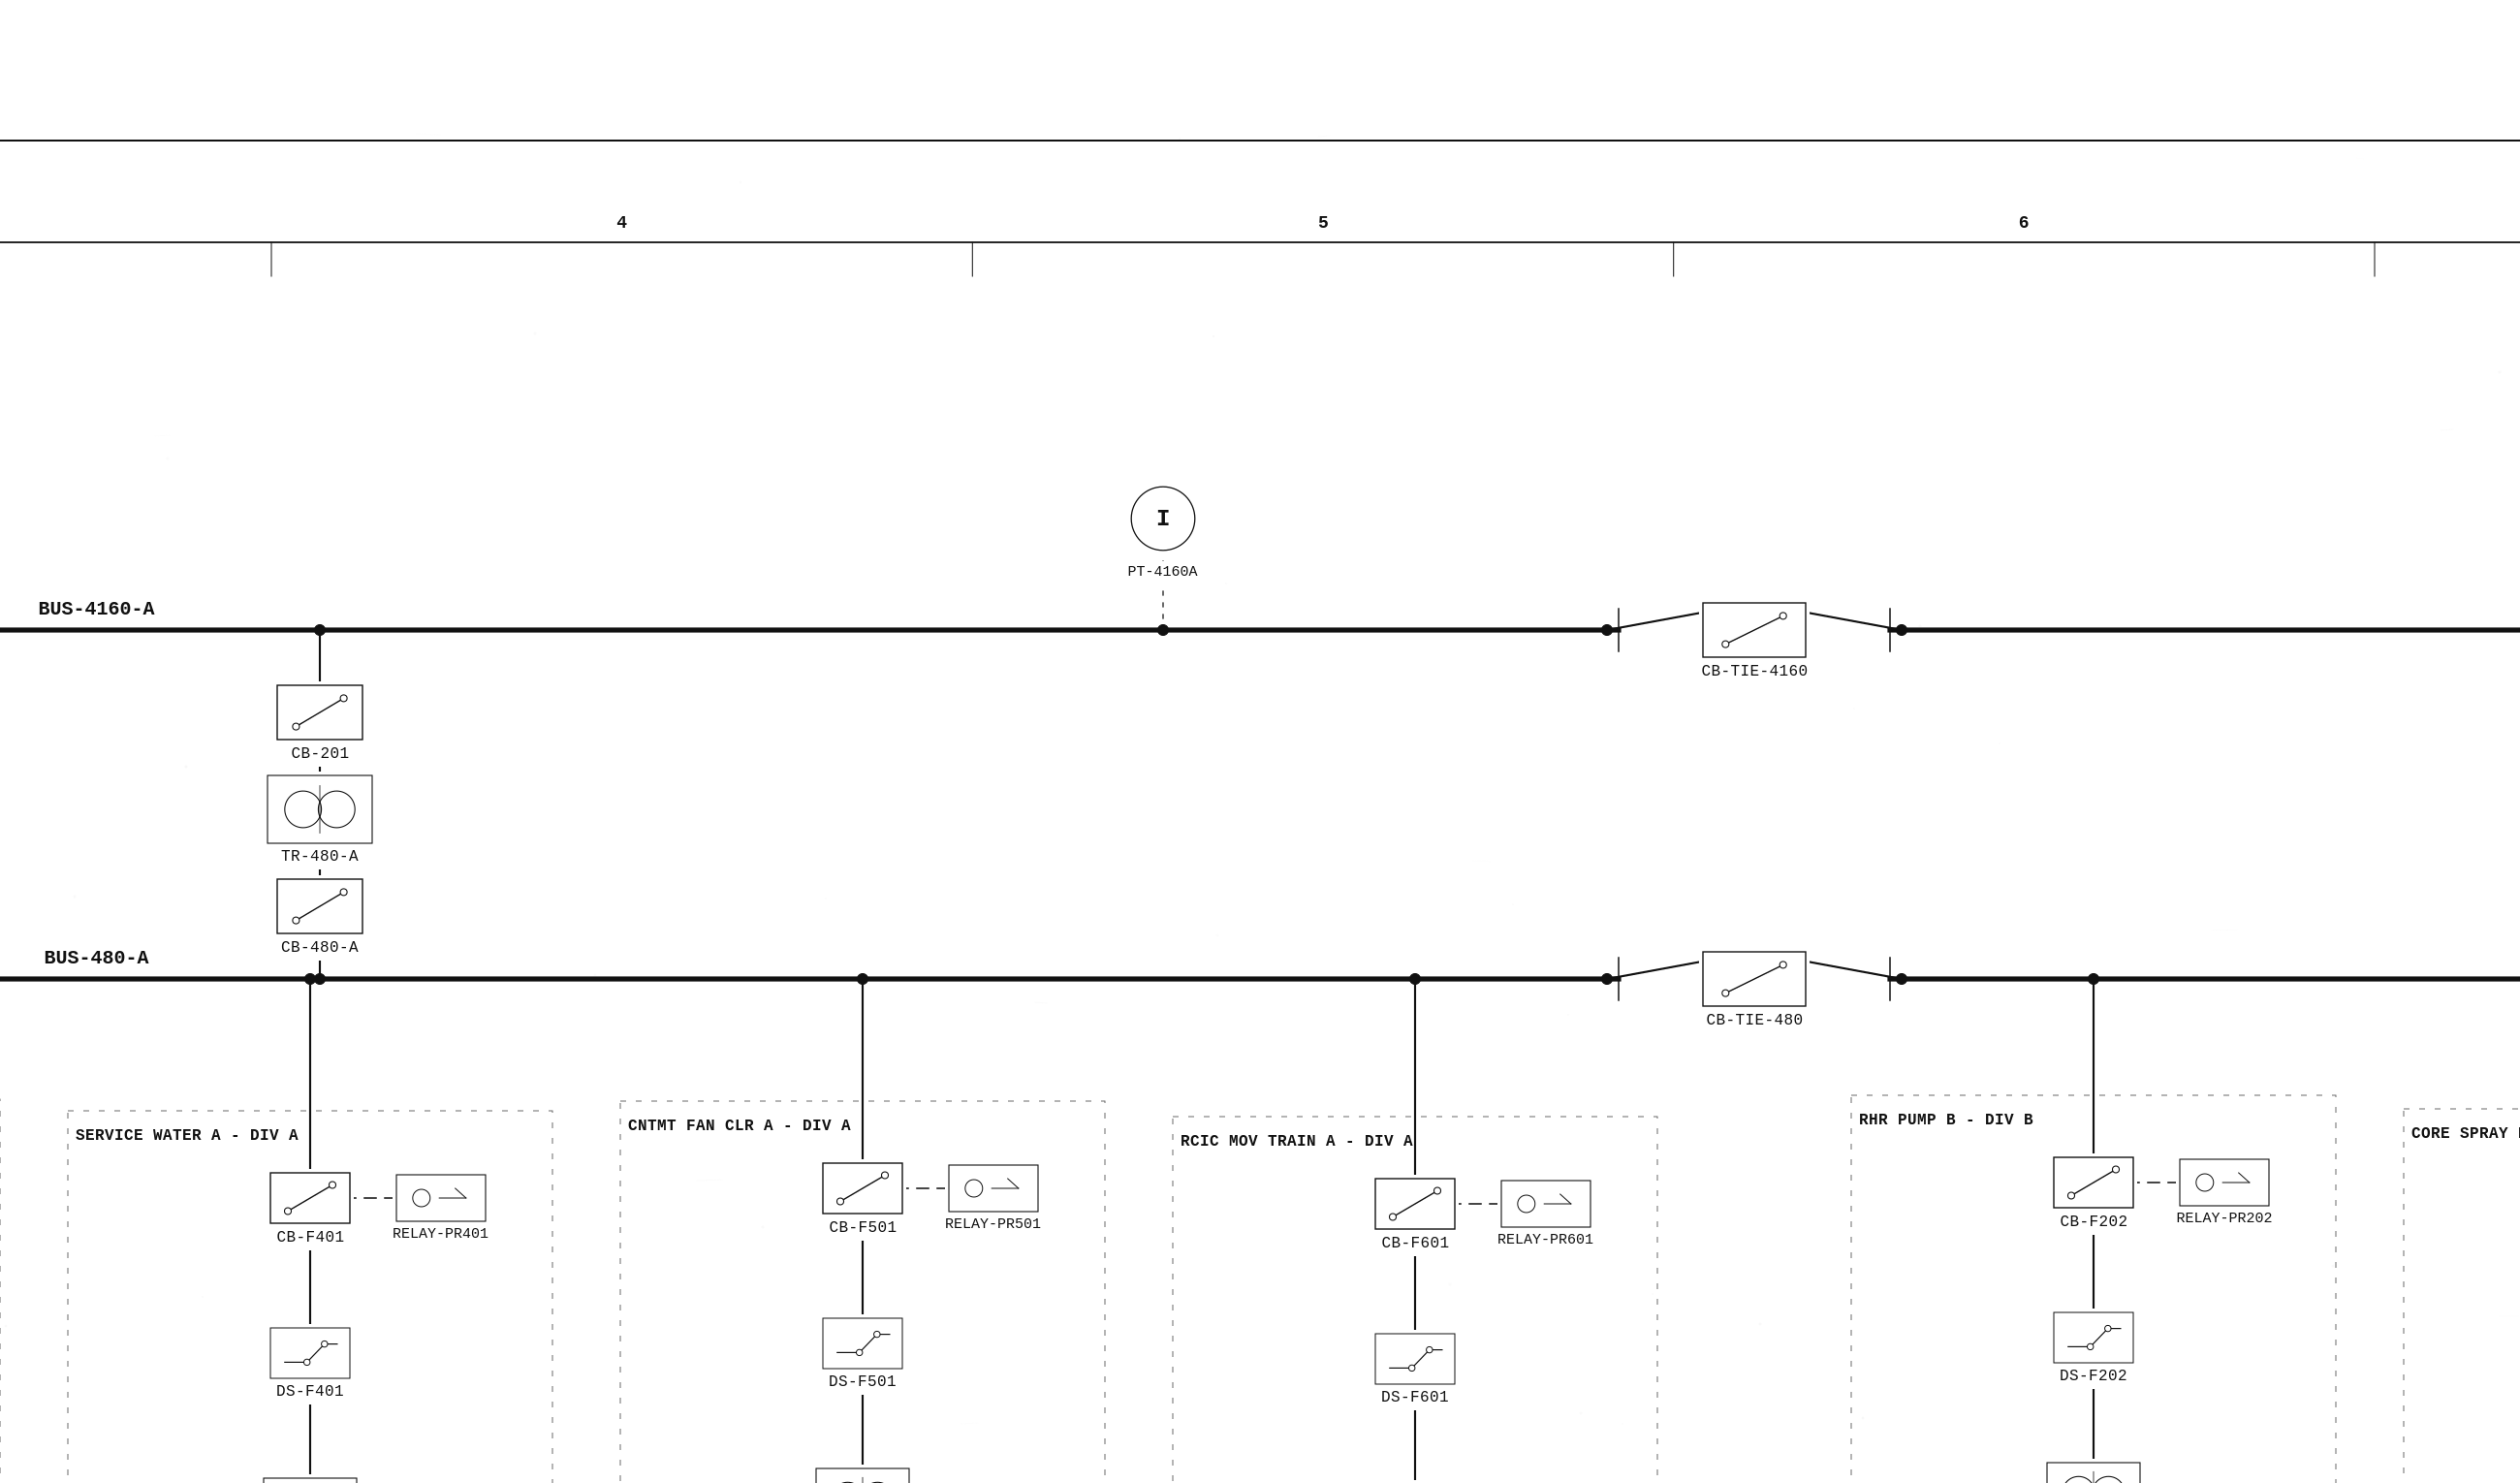 4
5
6
I
PT-4160A
BUS-4160-A
CB-TIE-4160
CB-201
TR-480-A
CB-480-A
BUS-480-A
CB-TIE-480
SERVICE WATER A - DIV A
CB-F401
RELAY-PR401
DS-F401
CNTMT FAN CLR A - DIV A
CB-F501
RELAY-PR501
DS-F501
RCIC MOV TRAIN A - DIV A
CB-F601
RELAY-PR601
DS-F601
RHR PUMP B - DIV B
CB-F202
RELAY-PR202
DS-F202
CORE SPRAY